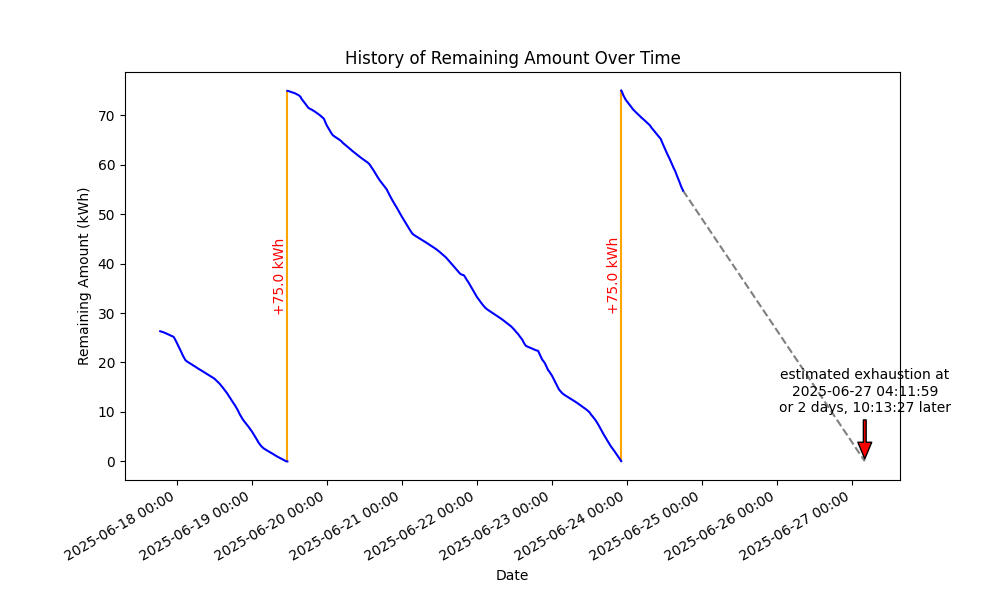 History of Remaining Amount Over Time
Remaining Amount (kWh)
70
60
50
40
30
20
10
0
+75.0 kWh
+75.0 kWh
estimated exhaustion at
2025-06-27 04:11:59
or 2 days, 10:13:27 later
2025-06-18 00:00
2025-06-19 00:00
2025-06-20 00:00
2025-06-21 00:00
2025-06-22 00:00
2025-06-23 00:00
2025-06-24 00:00
2025-06-25 00:00
2025-06-26 00:00
2025-06-27 00:00
Date